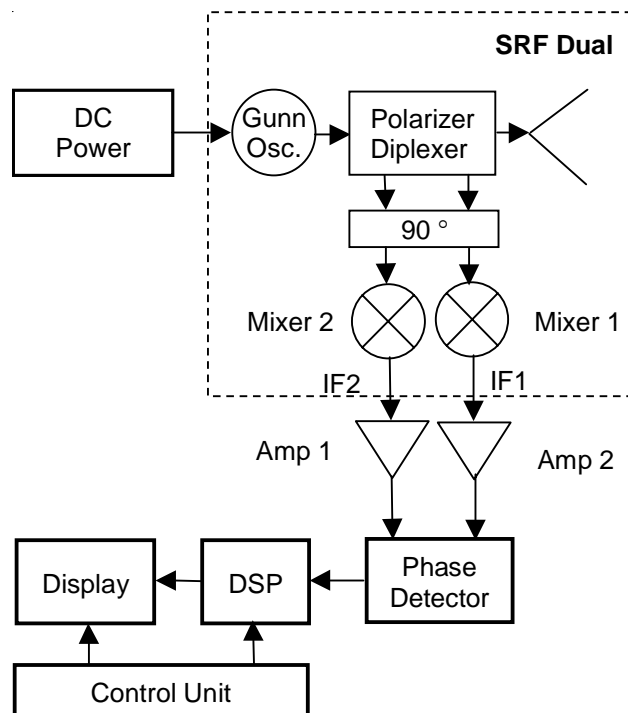 SRF Dual
DC
Power
Gunn
Osc.
Polarizer
Diplexer
90 °
Mixer 2
Mixer 1
IF2
IF1
Amp 1
Amp 2
Display
DSP
Phase
Detector
Control Unit